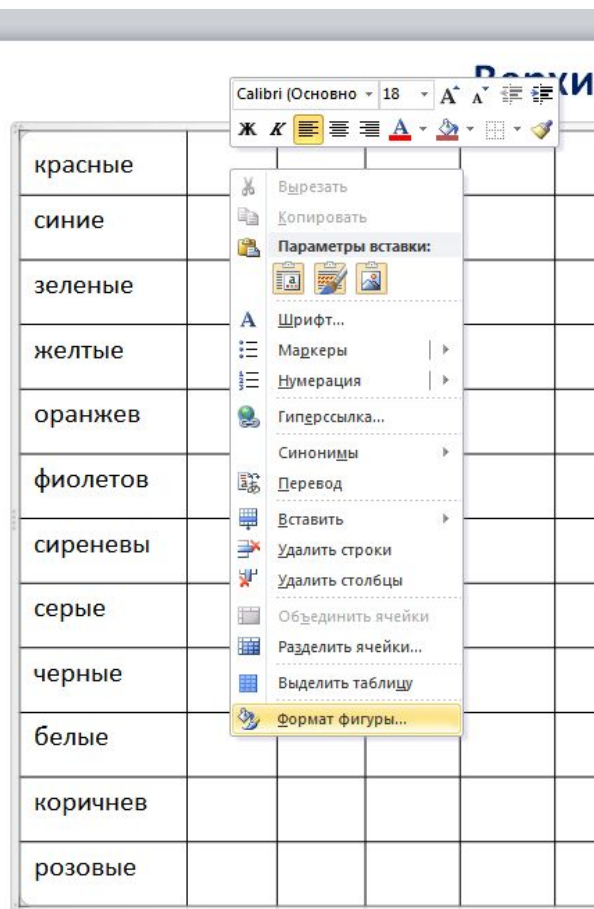 Calibri (Основно 18
Ж К А
красные
синие
зеленые
желтые
оранжев
фиолетов
сиреневы
серые
черные
белые
коричнев
розовые
Вырезать
Копировать
Параметры вставки:
Шрифт...
Маркеры
Нумерация
Гиперссылка...
Синонимы
Перевод
Вставить
Удалить строки
Удалить столбцы
Объединить ячейки
Разделить ячейки...
Выделить таблицу
Формат фигуры...